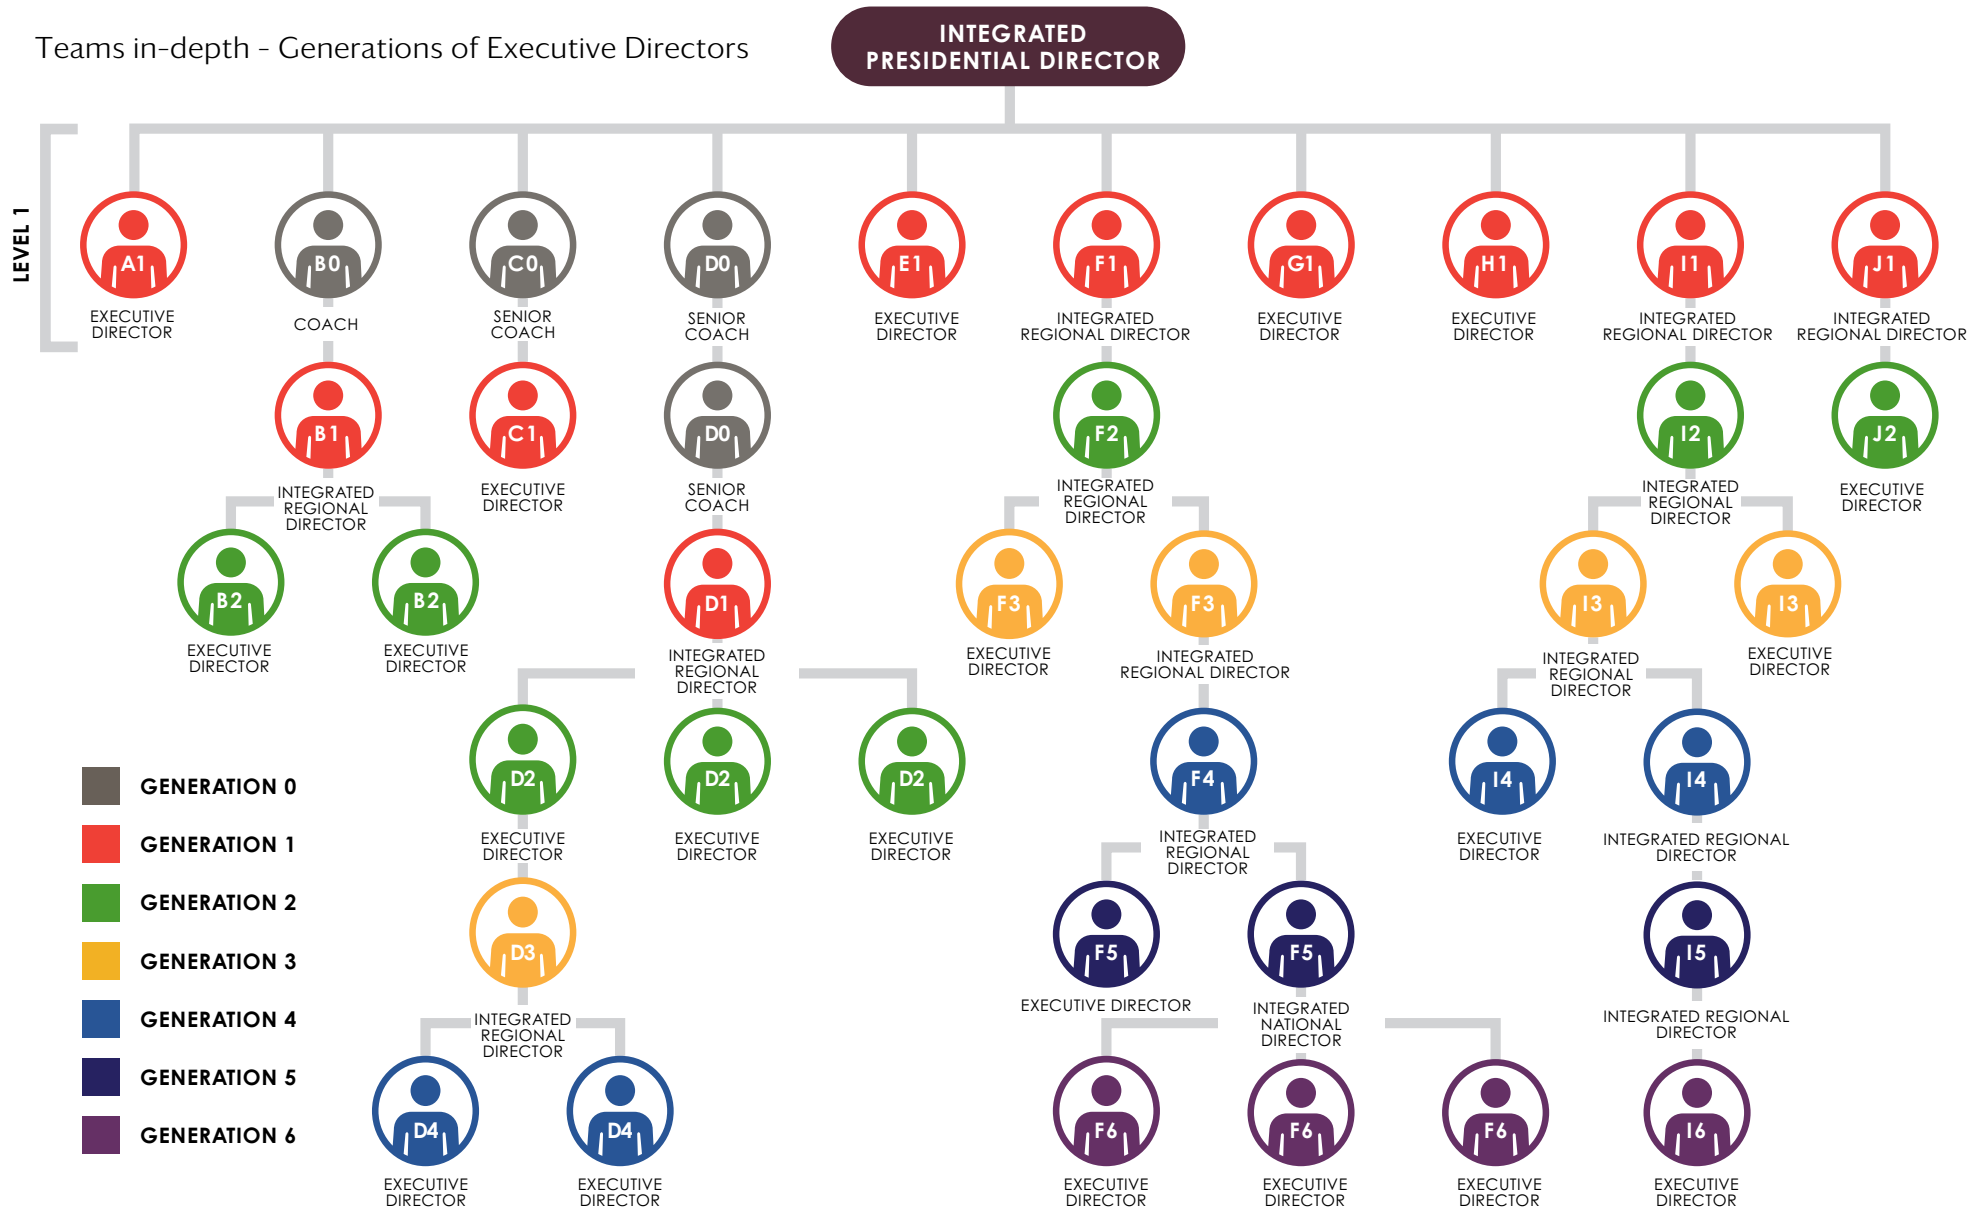 Teams in-depth - Generations of Executive Directors
INTEGRATED
PRESIDENTIAL DIRECTOR
LEVEL 1
A1
B0
C0
D0
E1
F1
G1
H1
I1
J1
EXECUTIVE
DIRECTOR
COACH
SENIOR
COACH
SENIOR
COACH
EXECUTIVE
DIRECTOR
INTEGRATED
REGIONAL DIRECTOR
EXECUTIVE
DIRECTOR
EXECUTIVE
DIRECTOR
INTEGRATED
REGIONAL DIRECTOR
INTEGRATED
REGIONAL DIRECTOR
B1
C1
D0
F2
I2
J2
INTEGRATED
REGIONAL
DIRECTOR
EXECUTIVE
DIRECTOR
SENIOR
COACH
INTEGRATED
REGIONAL
DIRECTOR
INTEGRATED
REGIONAL
DIRECTOR
EXECUTIVE
DIRECTOR
B2
B2
D1
F3
F3
I3
I3
EXECUTIVE
DIRECTOR
EXECUTIVE
DIRECTOR
INTEGRATED
REGIONAL
DIRECTOR
EXECUTIVE
DIRECTOR
INTEGRATED
REGIONAL DIRECTOR
INTEGRATED
REGIONAL
DIRECTOR
EXECUTIVE
DIRECTOR
D2
D2
D2
F4
I4
I4
EXECUTIVE
DIRECTOR
EXECUTIVE
DIRECTOR
EXECUTIVE
DIRECTOR
INTEGRATED
REGIONAL
DIRECTOR
EXECUTIVE
DIRECTOR
INTEGRATED REGIONAL
DIRECTOR
D3
F5
F5
I5
INTEGRATED
REGIONAL
DIRECTOR
EXECUTIVE DIRECTOR
INTEGRATED
NATIONAL
DIRECTOR
INTEGRATED REGIONAL
DIRECTOR
D4
D4
F6
F6
F6
I6
EXECUTIVE
DIRECTOR
EXECUTIVE
DIRECTOR
EXECUTIVE
DIRECTOR
EXECUTIVE
DIRECTOR
EXECUTIVE
DIRECTOR
EXECUTIVE
DIRECTOR
GENERATION 0
GENERATION 1
GENERATION 2
GENERATION 3
GENERATION 4
GENERATION 5
GENERATION 6